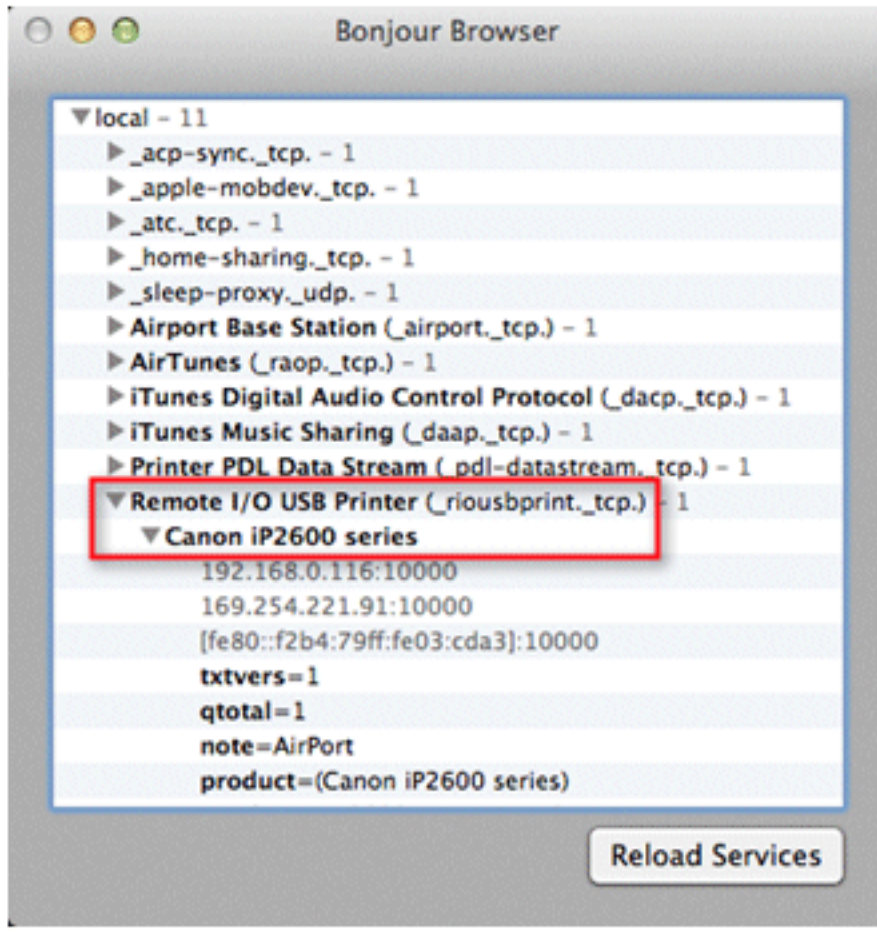 Bonjour Browser
local – 11
_acp-sync._tcp. – 1
_apple-mobdev._tcp. – 1
_atc._tcp. – 1
_home-sharing._tcp. – 1
_sleep-proxy._udp. – 1
Airport Base Station (_airport._tcp.) – 1
AirTunes (_raop._tcp.) – 1
iTunes Digital Audio Control Protocol (_dacp._tcp.) – 1
iTunes Music Sharing (_daap._tcp.) – 1
Printer PDL Data Stream (_pdl-datastream._tcp.) – 1
Remote I/O USB Printer (_riousbprint._tcp.) – 1
Canon iP2600 series
192.168.0.116:10000
169.254.221.91:10000
[fe80::f2b4:79ff:fe03:cda3]:10000
txtvers=1
qtotal=1
note=AirPort
product=(Canon iP2600 series)
Reload Services